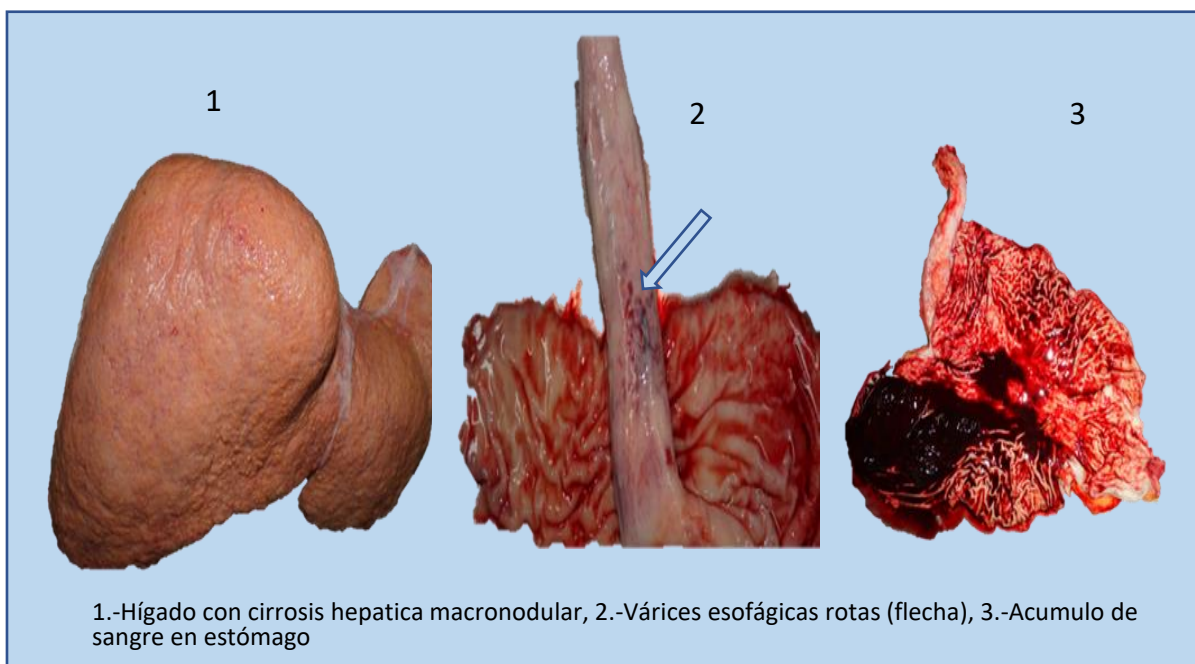 1
2
3
1.-Hígado con cirrosis hepatica macronodular, 2.-Várices esofágicas rotas (flecha), 3.-Acumulo de
sangre en estómago